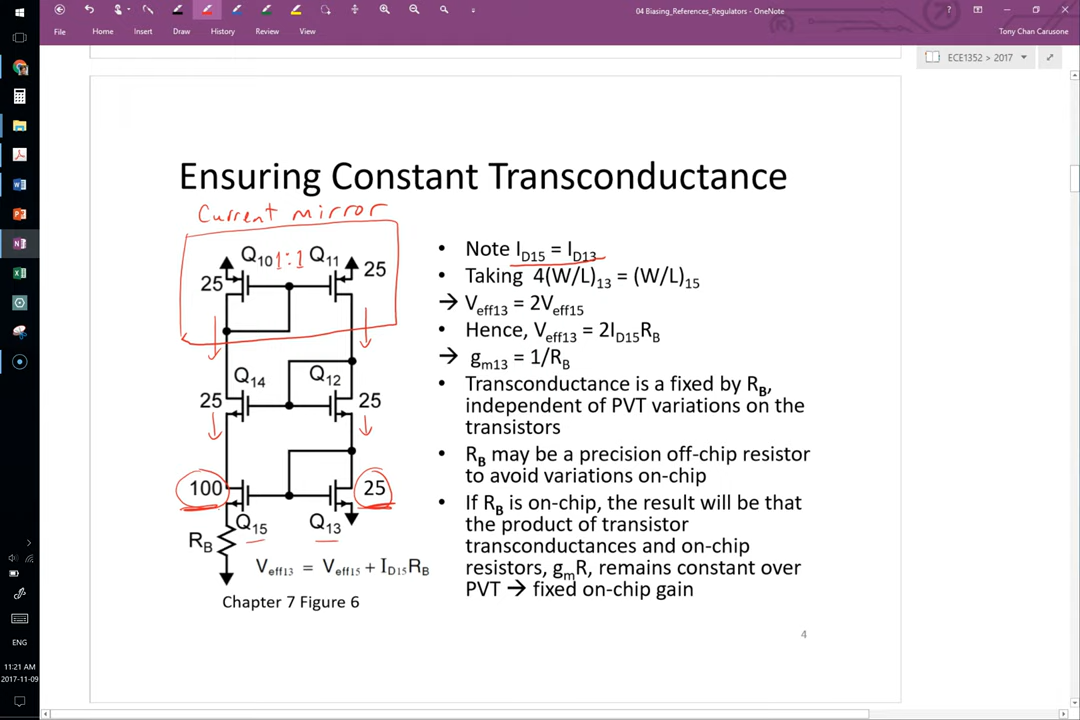 04 Biasing_References_Regulators - OneNote
Tony Chan Carusone
File Home Insert Draw History Review View
ECE1352 > 2017
Ensuring Constant Transconductance
Current mirror
Q10 1:1 Q11
25 25
Q14 Q12
25 25
100 25
Q15 Q13
RB
Veff13 = Veff15 + ID15RB
Chapter 7 Figure 6
• Note ID15 = ID13
• Taking 4(W/L)13 = (W/L)15
→ Veff13 = 2Veff15
• Hence, Veff13 = 2ID15RB
→ gm13 = 1/RB
• Transconductance is a fixed by RB,
independent of PVT variations on the
transistors
• RB may be a precision off-chip resistor
to avoid variations on-chip
• If RB is on-chip, the result will be that
the product of transistor
transconductances and on-chip
resistors, gmR, remains constant over
PVT → fixed on-chip gain
4
ENG
11:21 AM
2017-11-09